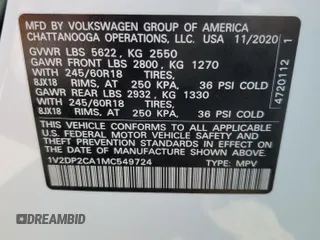 MFD BY VOLKSWAGEN GROUP OF AMERICA
CHATTANOOGA OPERATIONS, LLC. USA 11/2020
GVWR LBS 5622, KG 2550
GAWR FRONT LBS 2800, KG 1270
WITH 245/60R18 TIRES,
8JX18 RIMS, AT 250 KPA, 36 PSI COLD
GAWR REAR LBS 2932, KG 1330
WITH 245/60R18 TIRES,
8JX18 RIMS, AT 250 KPA, 36 PSI COLD
THIS VEHICLE CONFORMS TO ALL APPLICABLE
U.S. FEDERAL MOTOR VEHICLE SAFETY
STANDARDS IN EFFECT ON THE DATE OF
MANUFACTURE SHOWN ABOVE.
1V2DP2CA1MC549724 TYPE: MPV
4720112 1
DEALER.AUCTION